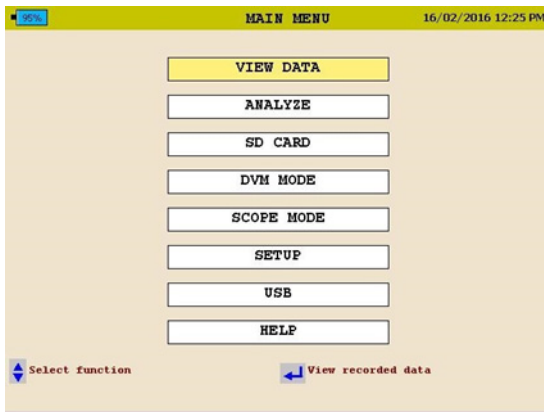 95% MAIN MENU 16/02/2016 12:25 PM
VIEW DATA
ANALYZE
SD CARD
DVM MODE
SCOPE MODE
SETUP
USB
HELP
Select function View recorded data